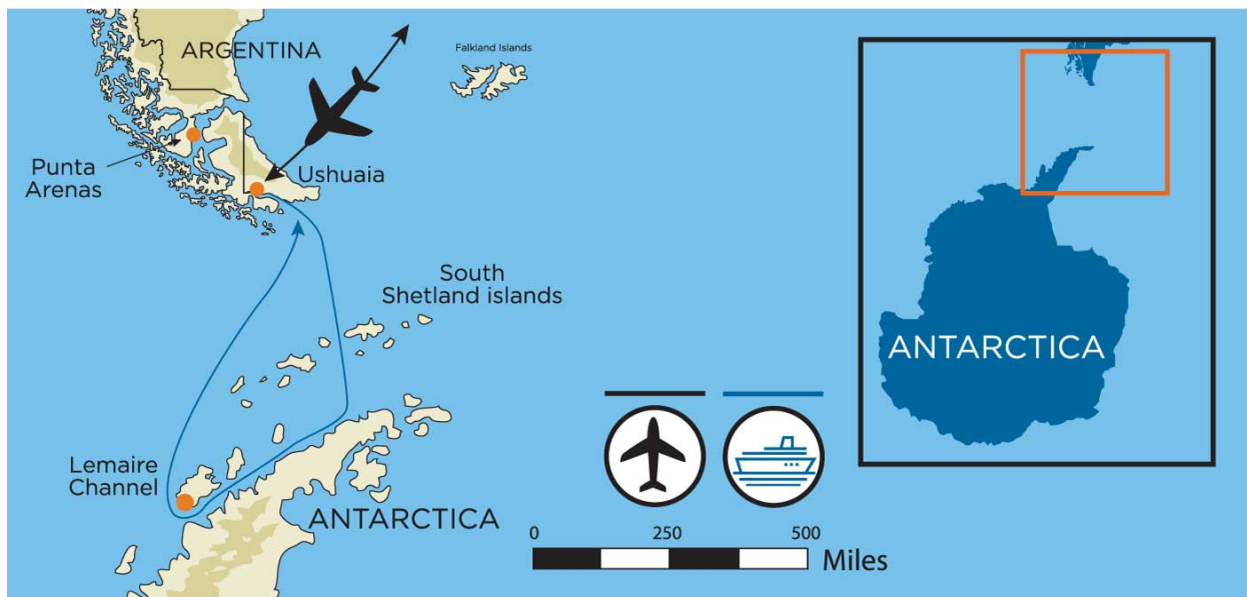 ARGENTINA
Falkland Islands
Punta
Arenas
Ushuaia
South
Shetland islands
Lemaire
Channel
ANTARCTICA
ANTARCTICA
0 250 500
Miles